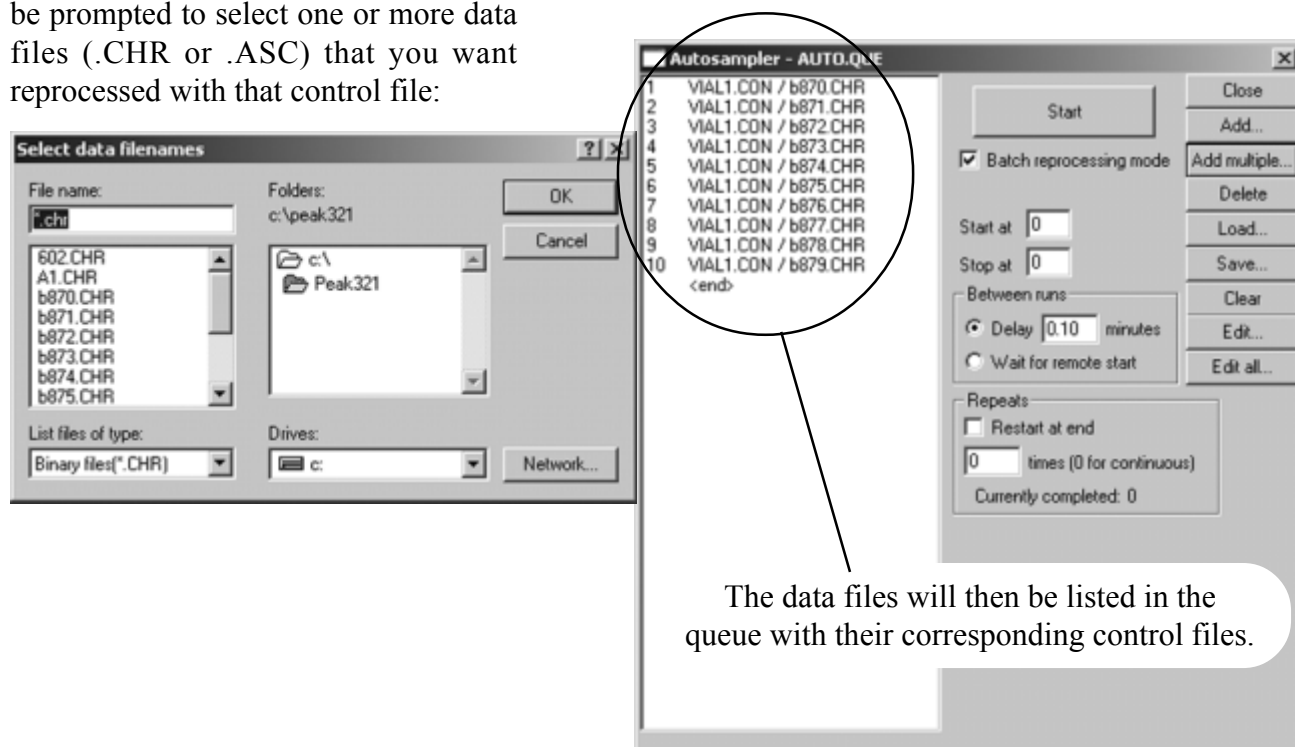 be prompted to select one or more data
files (.CHR or .ASC) that you want
reprocessed with that control file:
Select data filenames
File name:
*.chr
602.CHR
A1.CHR
b870.CHR
b871.CHR
b872.CHR
b873.CHR
b874.CHR
b875.CHR
List files of type:
Binary files(*.CHR)
Folders:
c:\peak321
c:\
Peak321
Drives:
c:
OK
Cancel
Network...
Autosampler - AUTO.QUE
1 VIAL1.CON / b870.CHR
2 VIAL1.CON / b871.CHR
3 VIAL1.CON / b872.CHR
4 VIAL1.CON / b873.CHR
5 VIAL1.CON / b874.CHR
6 VIAL1.CON / b875.CHR
7 VIAL1.CON / b876.CHR
8 VIAL1.CON / b877.CHR
9 VIAL1.CON / b878.CHR
10 VIAL1.CON / b879.CHR
<end>
Start
Batch reprocessing mode
Start at 0
Stop at 0
Between runs
Delay 0.10 minutes
Wait for remote start
Repeats
Restart at end
0 times (0 for continuous)
Currently completed: 0
Close
Add...
Add multiple...
Delete
Load...
Save...
Clear
Edit...
Edit all...
The data files will then be listed in the
queue with their corresponding control files.